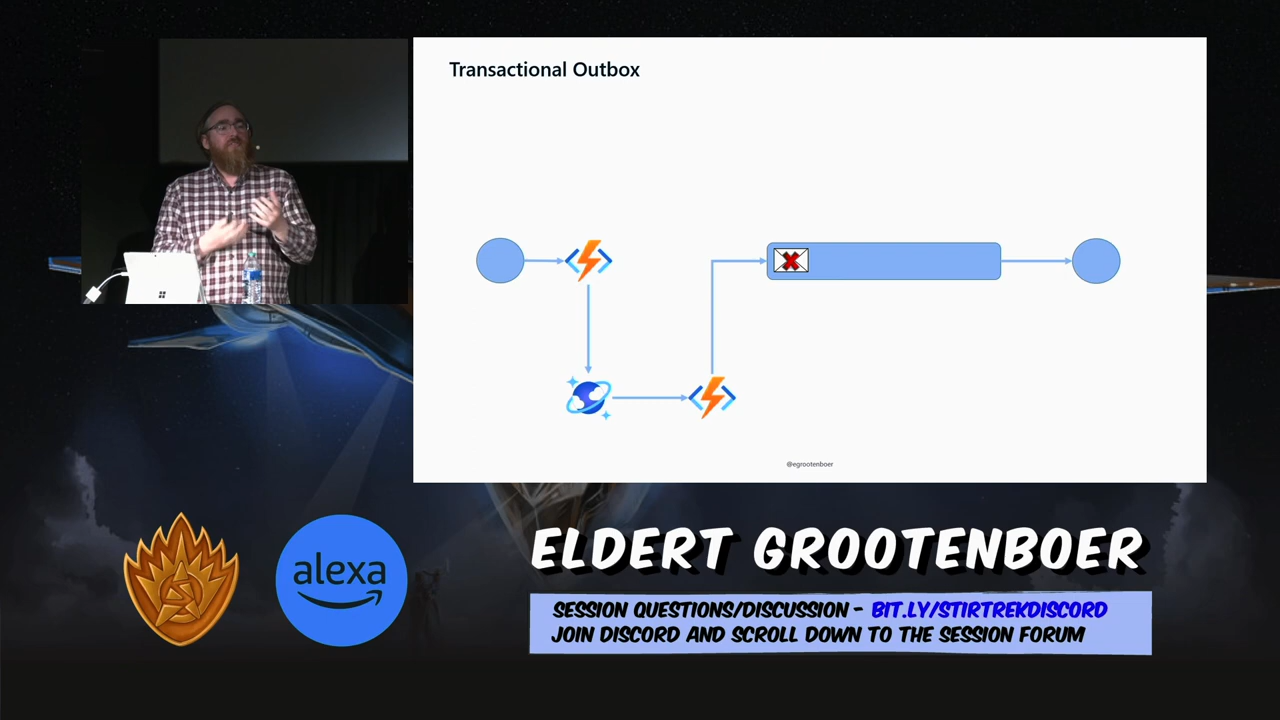 Transactional Outbox
@egrootenboer
alexa
ELDERT GROOTENBOER
SESSION QUESTIONS/DISCUSSION - BIT.LY/STIRTREKDISCORD
JOIN DISCORD AND SCROLL DOWN TO THE SESSION FORUM